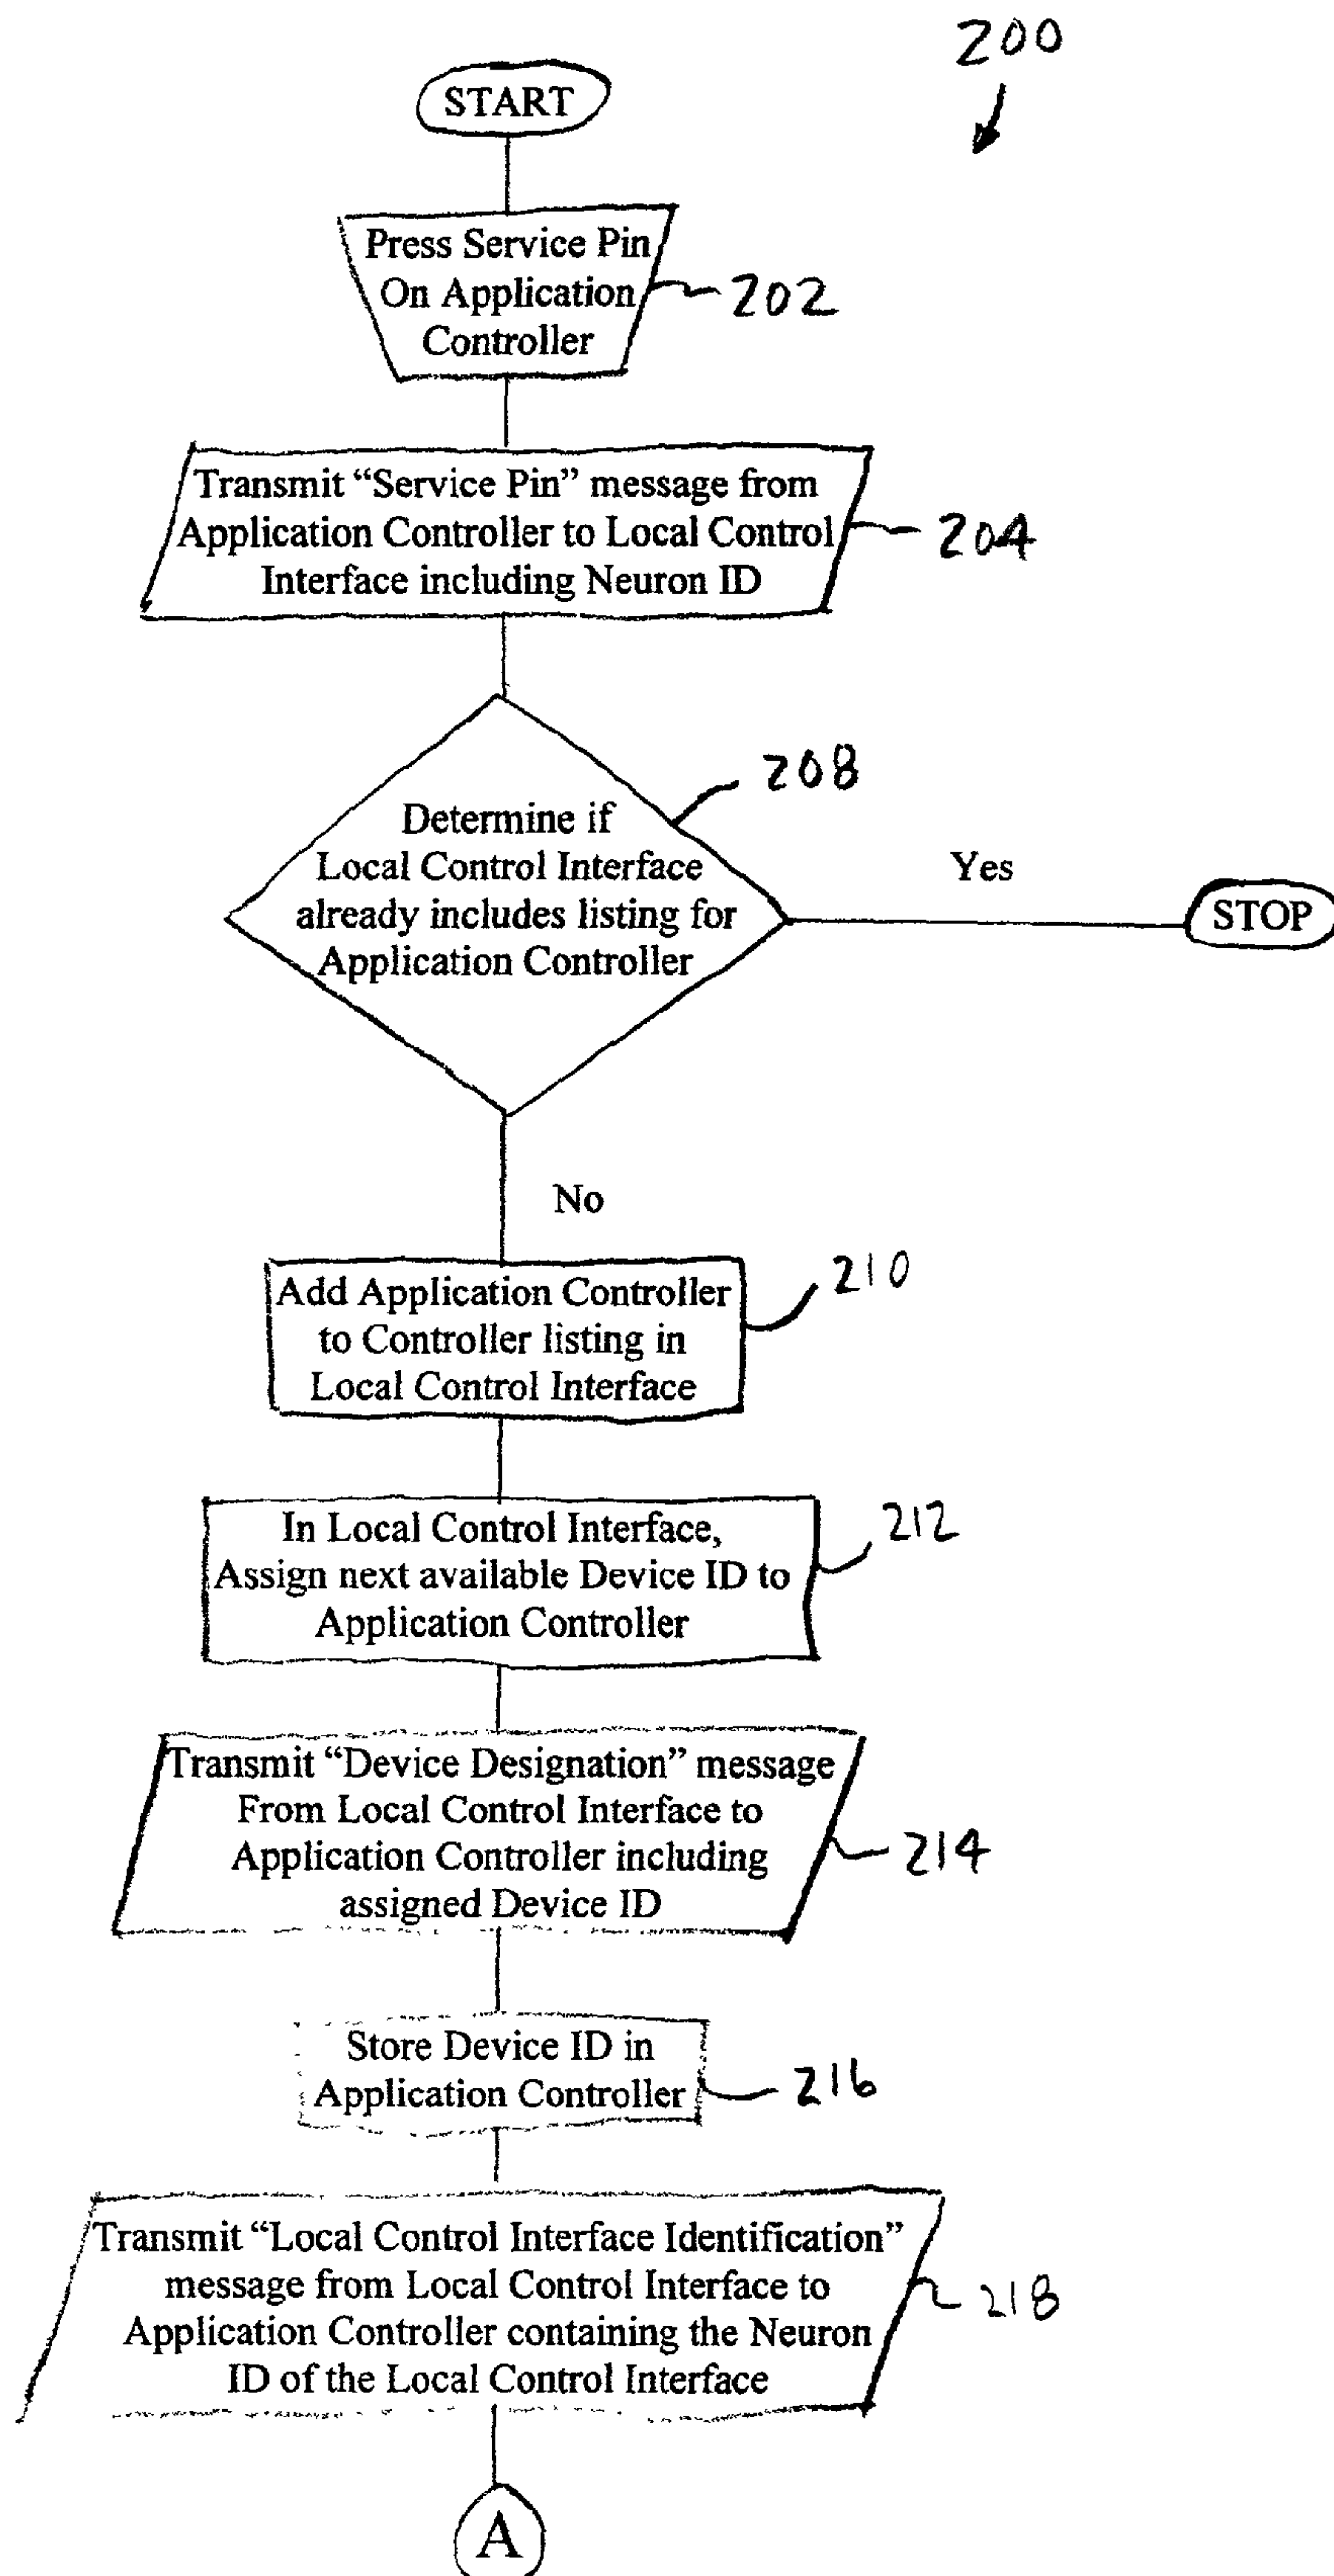 200
START
Press Service Pin
On Application
Controller
202
Transmit “Service Pin” message from
Application Controller to Local Control
Interface including Neuron ID
204
208
Determine if
Local Control Interface
already includes listing for
Application Controller
Yes
STOP
No
Add Application Controller
to Controller listing in
Local Control Interface
210
In Local Control Interface,
Assign next available Device ID to
Application Controller
212
Transmit “Device Designation” message
From Local Control Interface to
Application Controller including
assigned Device ID
214
Store Device ID in
Application Controller
216
Transmit “Local Control Interface Identification”
message from Local Control Interface to
Application Controller containing the Neuron
ID of the Local Control Interface
218
A